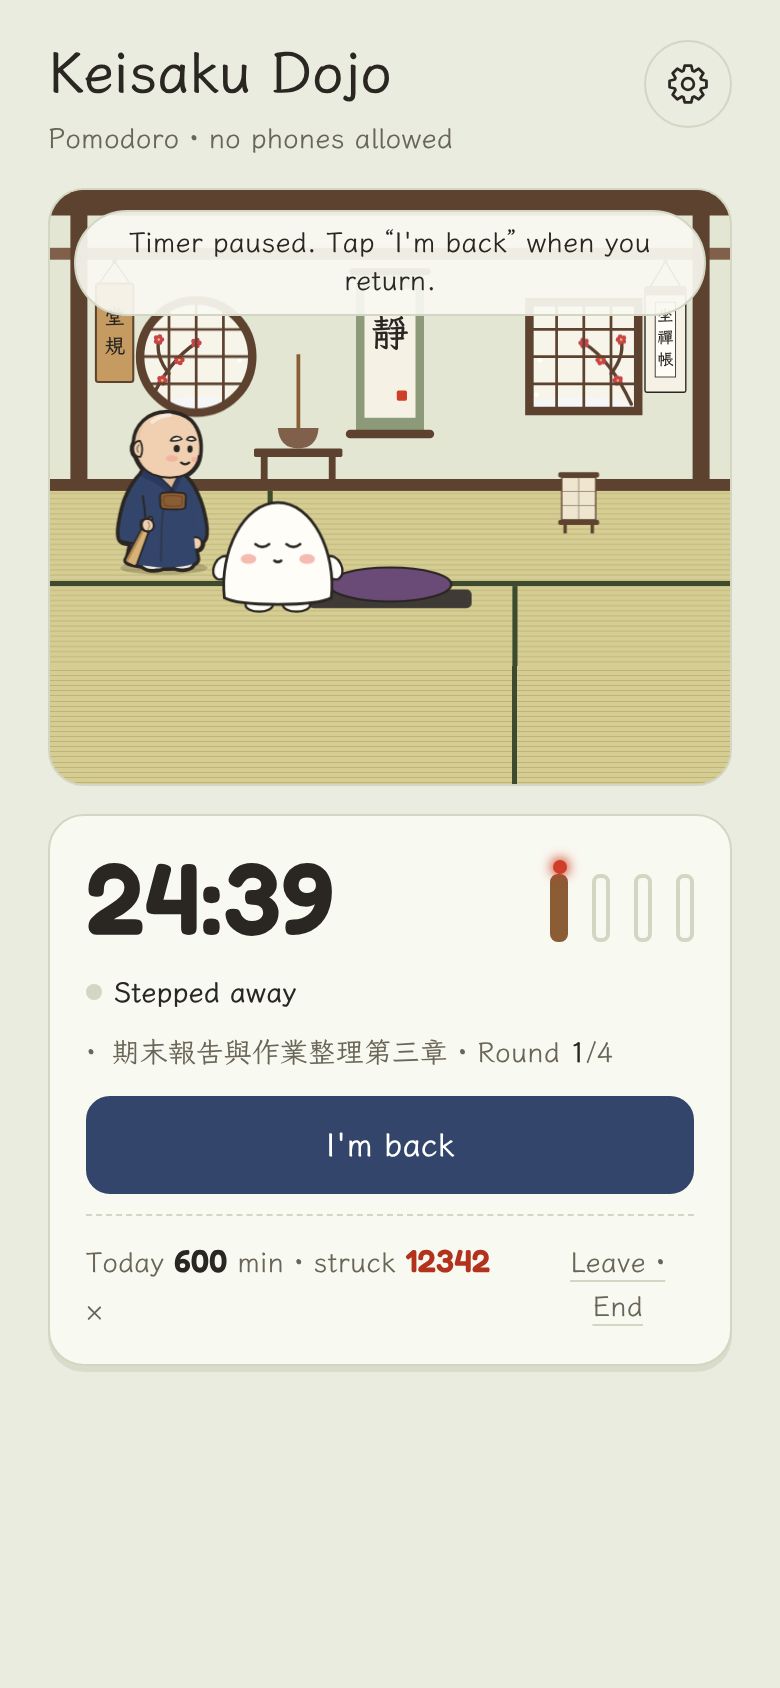 Keisaku Dojo
Pomodoro • no phones allowed
Timer paused. Tap “I'm back” when you
return.
堂規
靜
坐禪帳
24:39
Stepped away
• 期末報告與作業整理第三章 • Round 1/4
I'm back
Today 600 min • struck 12342
×
Leave •
End